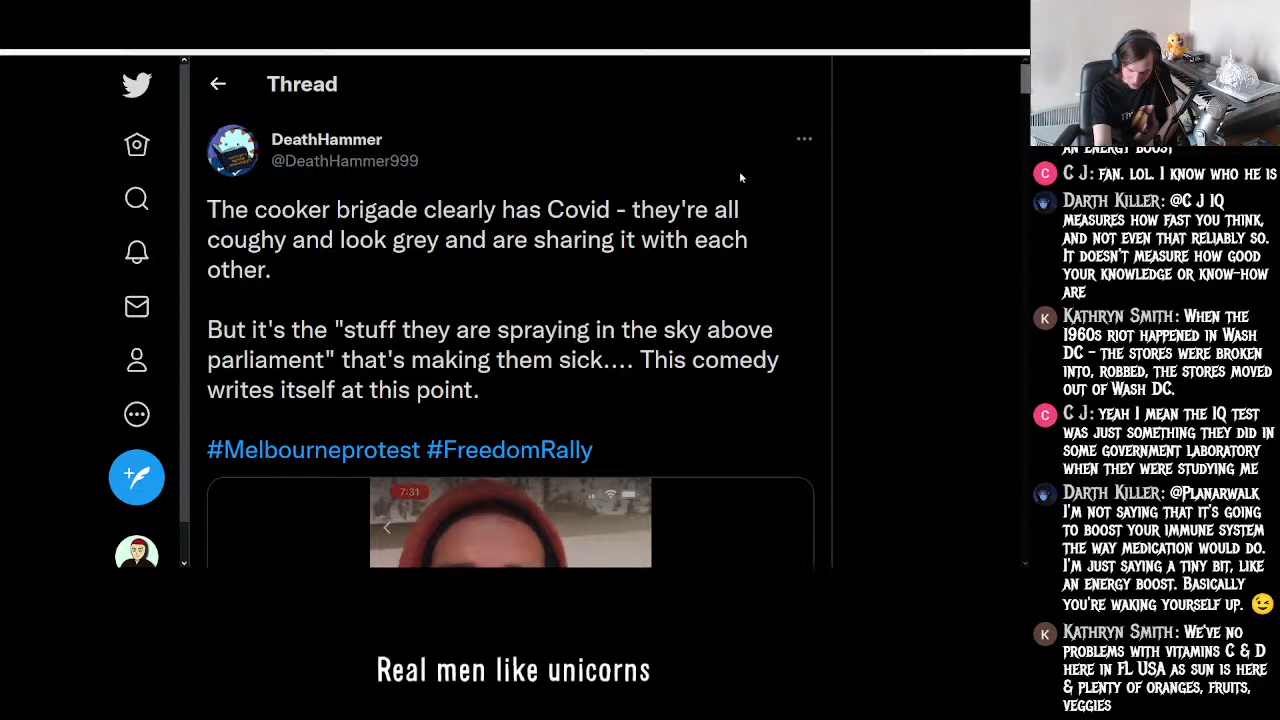 Thread
DeathHammer
@DeathHammer999
The cooker brigade clearly has Covid - they're all
coughy and look grey and are sharing it with each
other.
But it's the "stuff they are spraying in the sky above
parliament" that's making them sick.... This comedy
writes itself at this point.
#Melbourneprotest #FreedomRally
7:31
Real men like unicorns
AN ENERGY BOOST
C J: FAN. LOL. I KNOW WHO HE IS
DARTH KILLER: @C J IQ
MEASURES HOW FAST YOU THINK,
AND NOT EVEN THAT RELIABLY SO.
IT DOESN'T MEASURE HOW GOOD
YOUR KNOWLEDGE OR KNOW-HOW
ARE
KATHRYN SMITH: WHEN THE
1960S RIOT HAPPENED IN WASH
DC - THE STORES WERE BROKEN
INTO, ROBBED, THE STORES MOVED
OUT OF WASH DC.
C J: YEAH I MEAN THE IQ TEST
WAS JUST SOMETHING THEY DID IN
SOME GOVERNMENT LABORATORY
WHEN THEY WERE STUDYING ME
DARTH KILLER: @PLANARWALK
I'M NOT SAYING THAT IT'S GOING
TO BOOST YOUR IMMUNE SYSTEM
THE WAY MEDICATION WOULD DO.
I'M JUST SAYING A TINY BIT, LIKE
AN ENERGY BOOST. BASICALLY
YOU'RE WAKING YOURSELF UP. 😉
KATHRYN SMITH: WE'VE NO
PROBLEMS WITH VITAMINS C & D
HERE IN FL USA AS SUN IS HERE
& PLENTY OF ORANGES, FRUITS,
VEGGIES